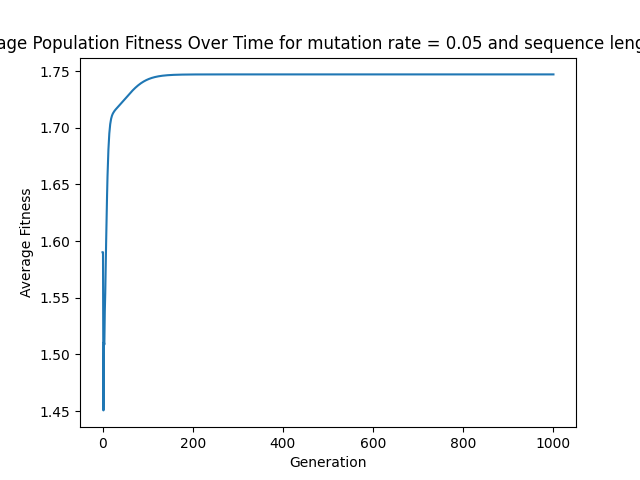 age Population Fitness Over Time for mutation rate = 0.05 and sequence leng
1.75
1.70
1.65
1.60
1.55
1.50
1.45
Average Fitness
0 200 400 600 800 1000
Generation